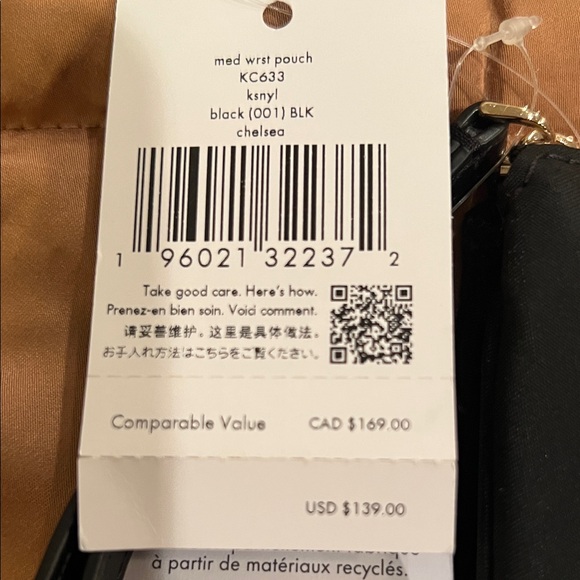 med wrst pouch
KC633
ksnyl
black (001) BLK
chelsea
1 96021 32237 2
Take good care. Here's how.
Prenez-en bien soin. Voici comment.
请妥善维护。这里是具体做法。
お手入れ方法はこちらをご覧ください。
Comparable Value CAD $169.00
USD $139.00
à partir de matériaux recyclés.